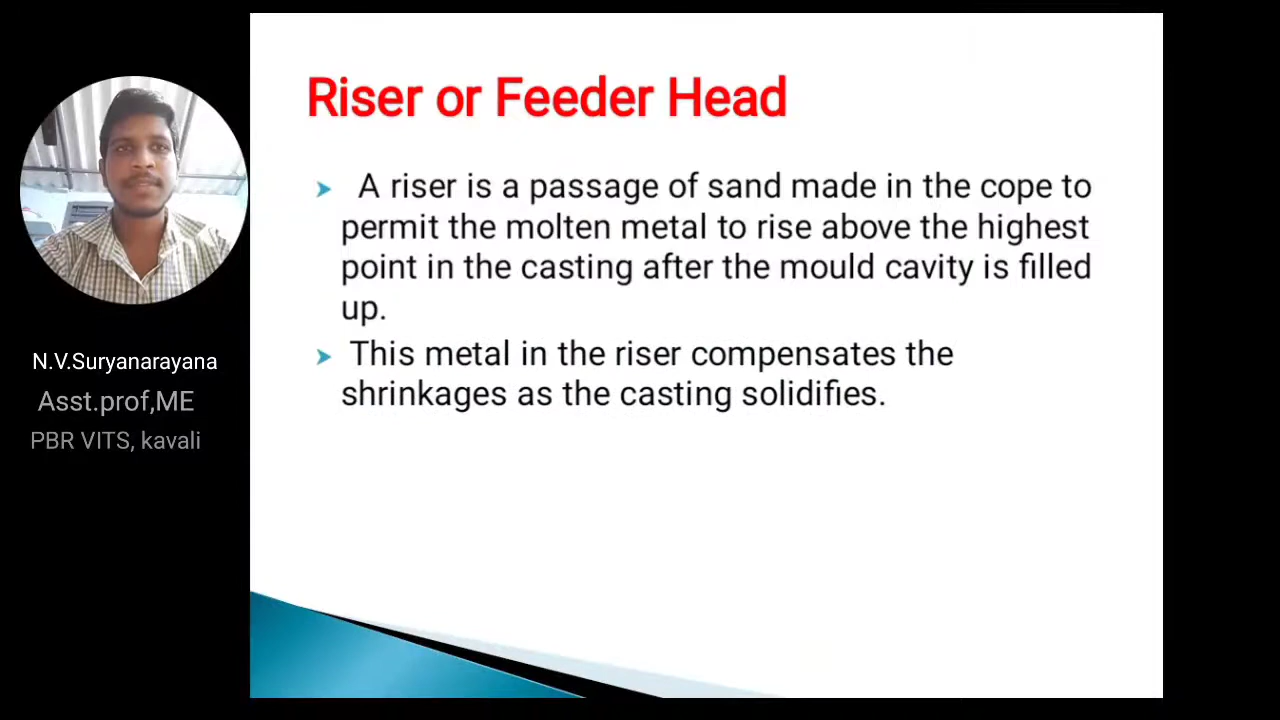 Riser or Feeder Head
A riser is a passage of sand made in the cope to
permit the molten metal to rise above the highest
point in the casting after the mould cavity is filled
up.
This metal in the riser compensates the
shrinkages as the casting solidifies.
N.V.Suryanarayana
Asst.prof,ME
PBR VITS, kavali